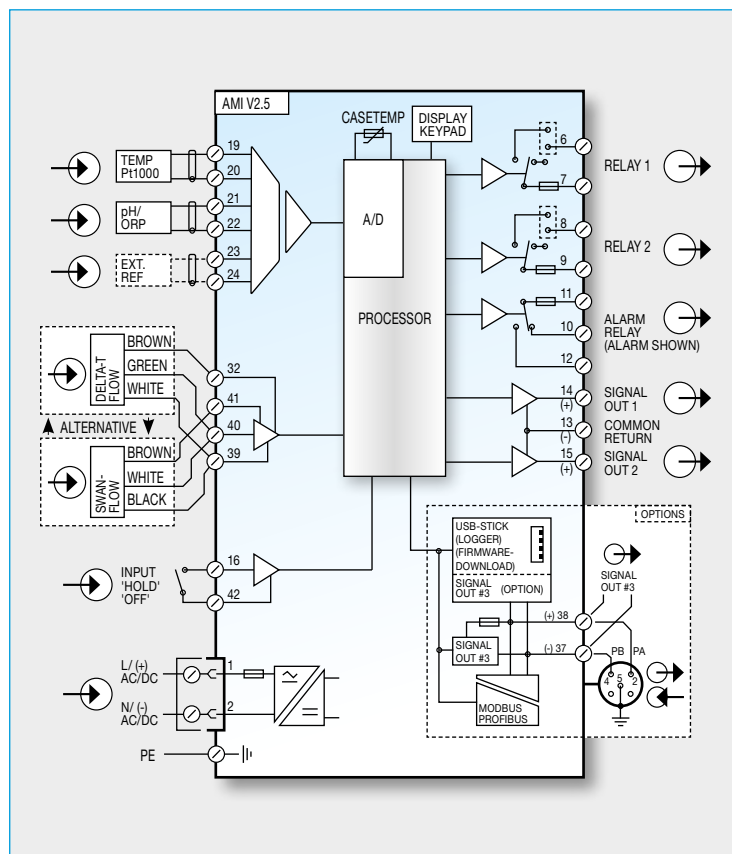 AMI V2.5
CASETEMP
DISPLAY
KEYPAD
A/D
PROCESSOR
TEMP
Pt1000
19
20
pH/
ORP
21
22
EXT.
REF.
23
24
DELTA-T
FLOW
BROWN
GREEN
WHITE
ALTERNATIVE
SWAN-
FLOW
BROWN
WHITE
BLACK
32
41
40
39
INPUT
'HOLD'
'OFF'
16
42
L/ (+)
AC/DC
1
N/ (-)
AC/DC
2
PE
6
7
RELAY 1
8
9
RELAY 2
11
10
12
ALARM
RELAY
(ALARM SHOWN)
14
(+)
SIGNAL
OUT 1
13
(-)
COMMON
RETURN
15
(+)
SIGNAL
OUT 2
OPTIONS
USB-STICK
(LOGGER)
(FIRMWARE-
DOWNLOAD)
SIGNAL
OUT #3
(OPTION)
SIGNAL
OUT #3
(+) 38
(-) 37
SIGNAL
OUT #3
MODBUS
PROFIBUS
PB
PA
4
5
2